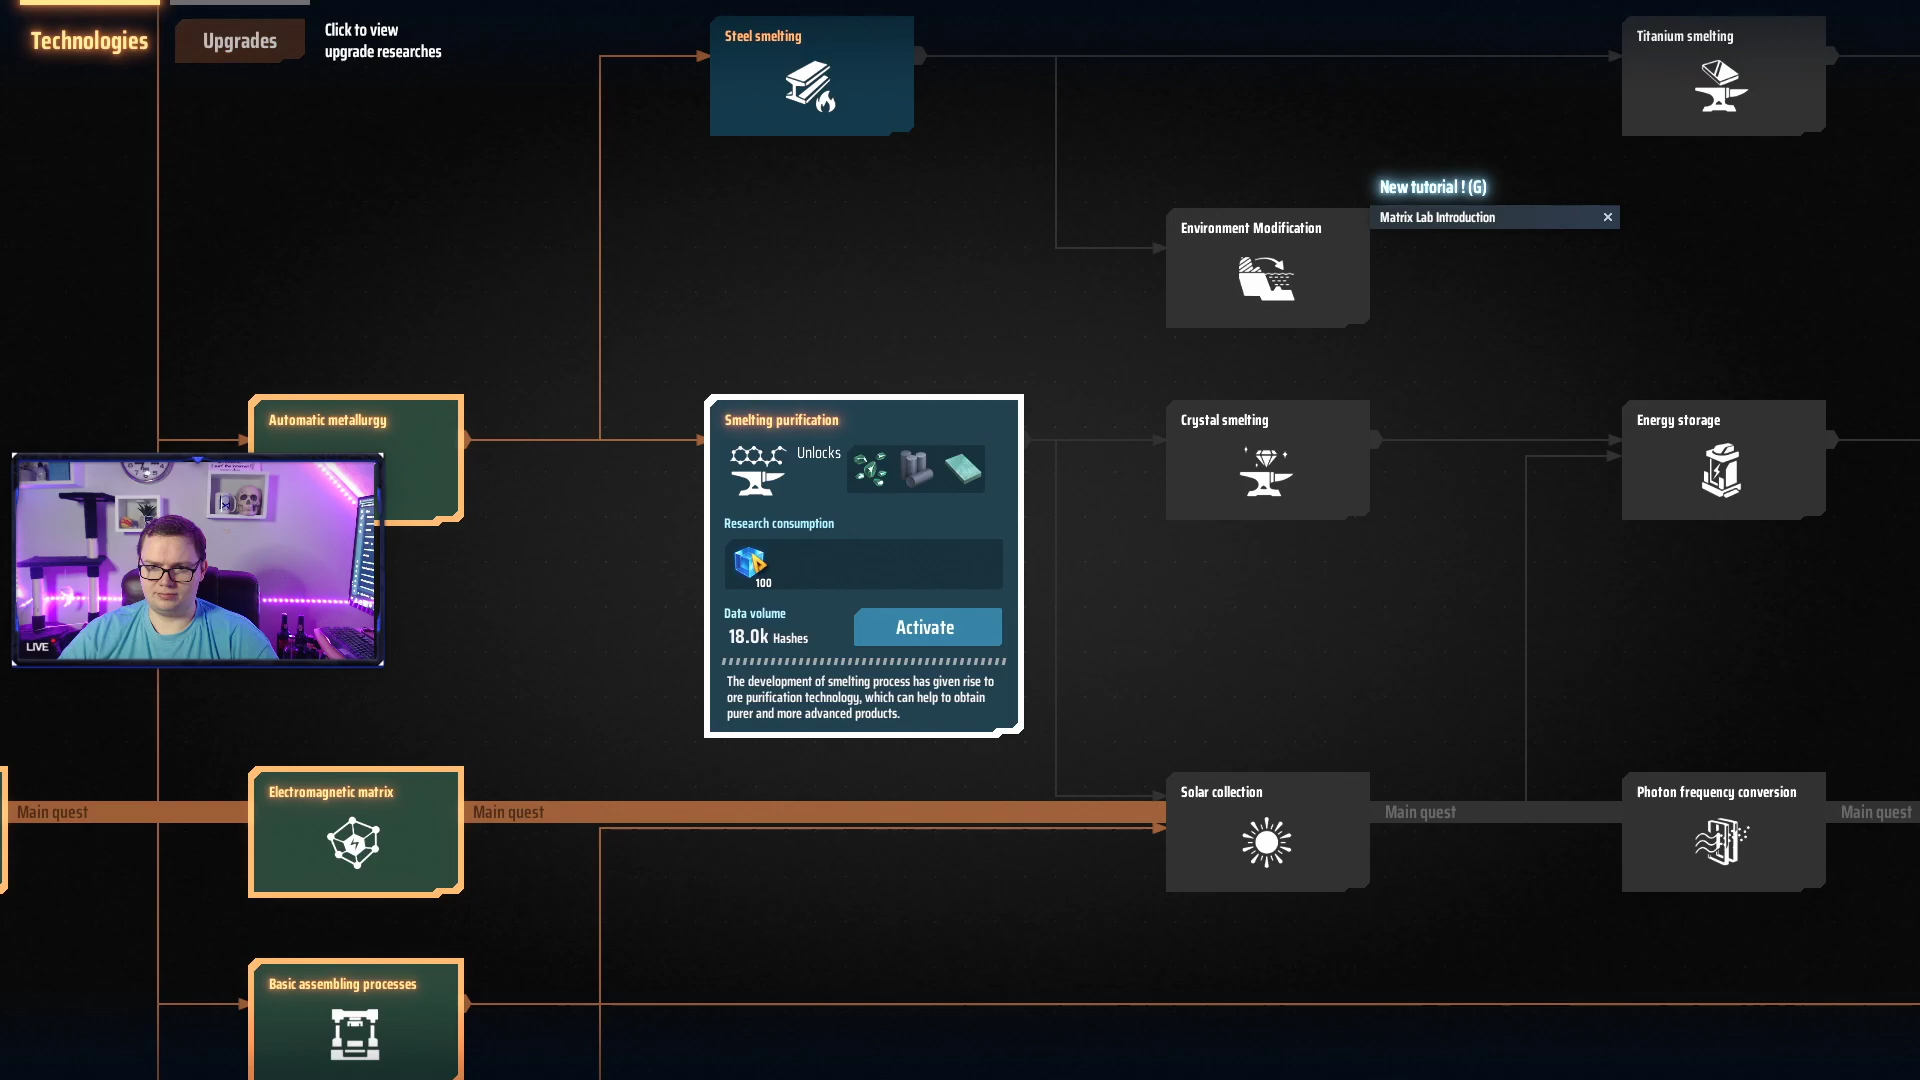 Technologies
Upgrades
Click to view
upgrade researches
Steel smelting
Titanium smelting
New tutorial ! (G)
Matrix Lab Introduction
Environment Modification
Automatic metallurgy
Smelting purification
Unlocks
Research consumption
100
Data volume
18.0k Hashes
Activate
The development of smelting process has given rise to
ore purification technology, which can help to obtain
purer and more advanced products.
Crystal smelting
Energy storage
LIVE
Main quest
Electromagnetic matrix
Main quest
Solar collection
Main quest
Photon frequency conversion
Main quest
Basic assembling processes